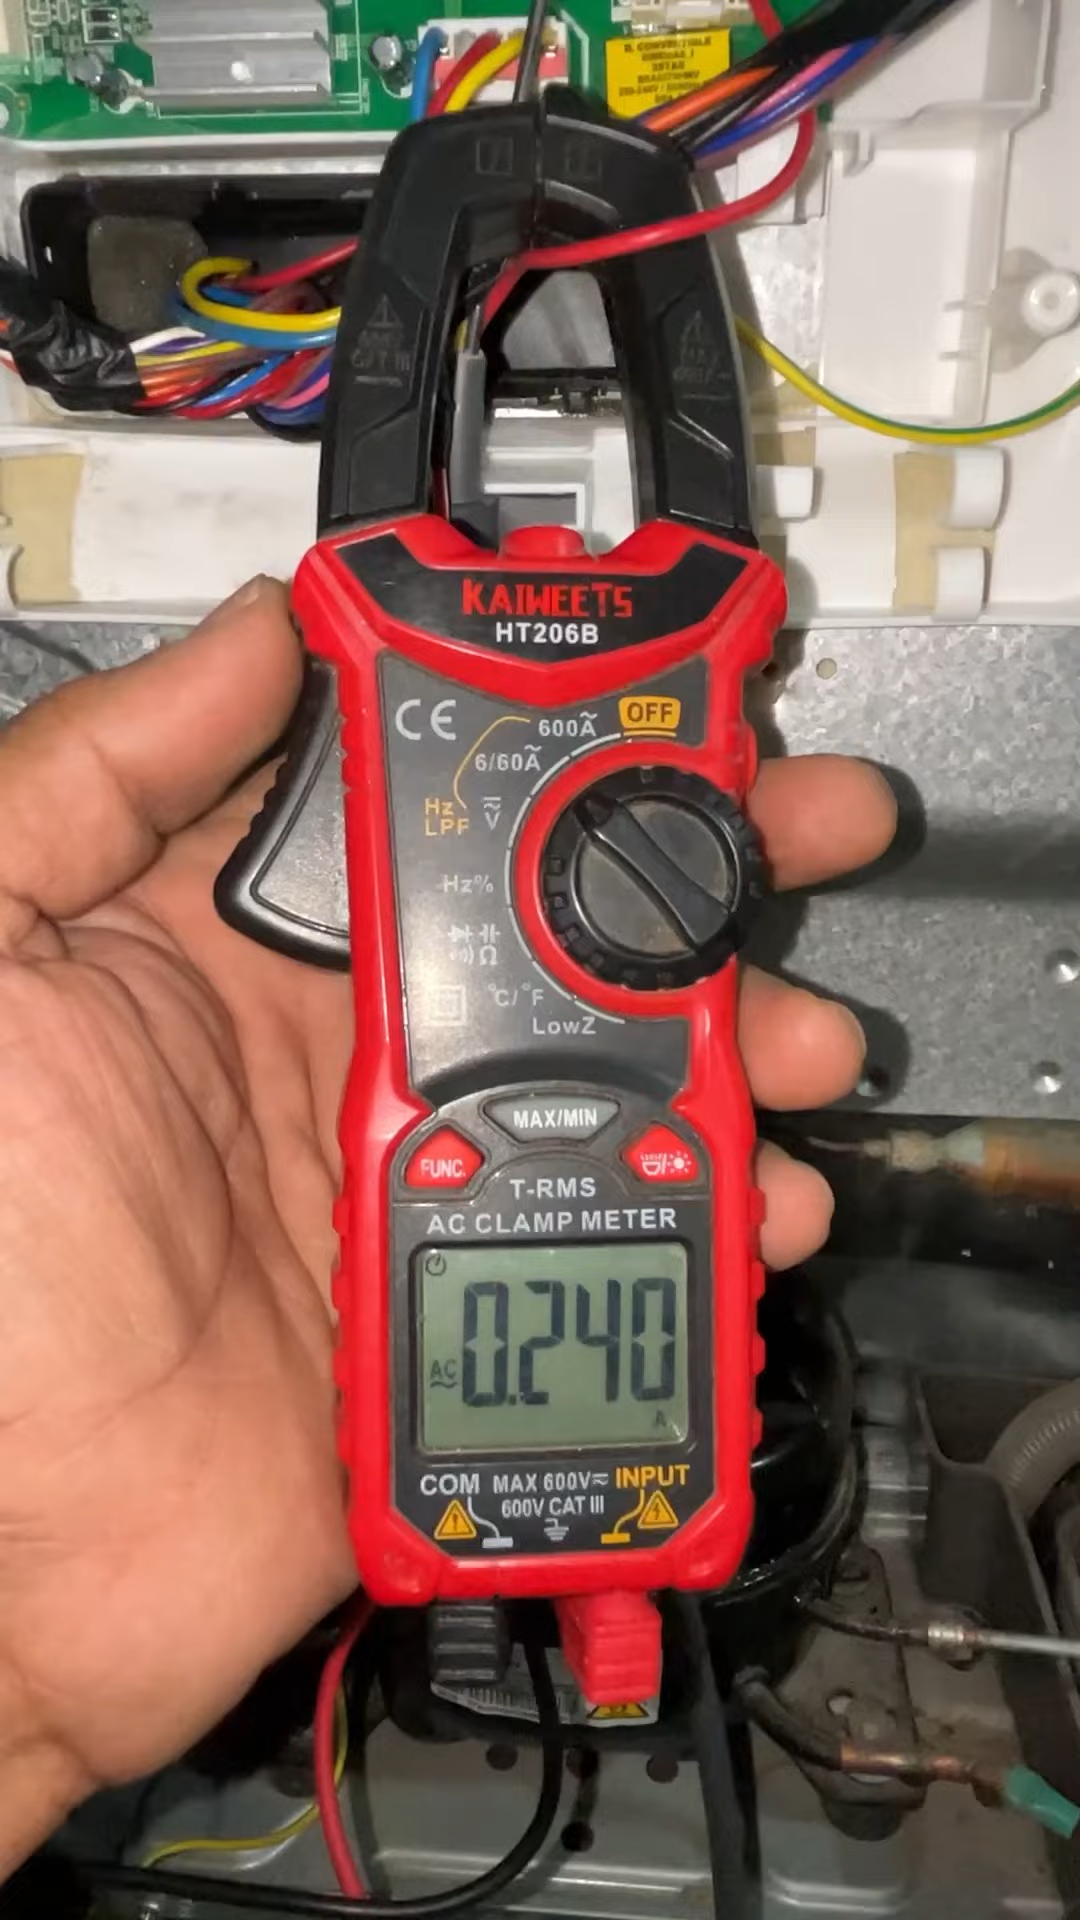 KAIWEETS
HT206B
CE
OFF
600A
6/60A
Hz
LPF
V
Hz%
Ω
°C/°F
LowZ
MAX/MIN
FUNC.
T-RMS
AC CLAMP METER
0.240
AC
A
COM MAX 600V INPUT
600V CAT III